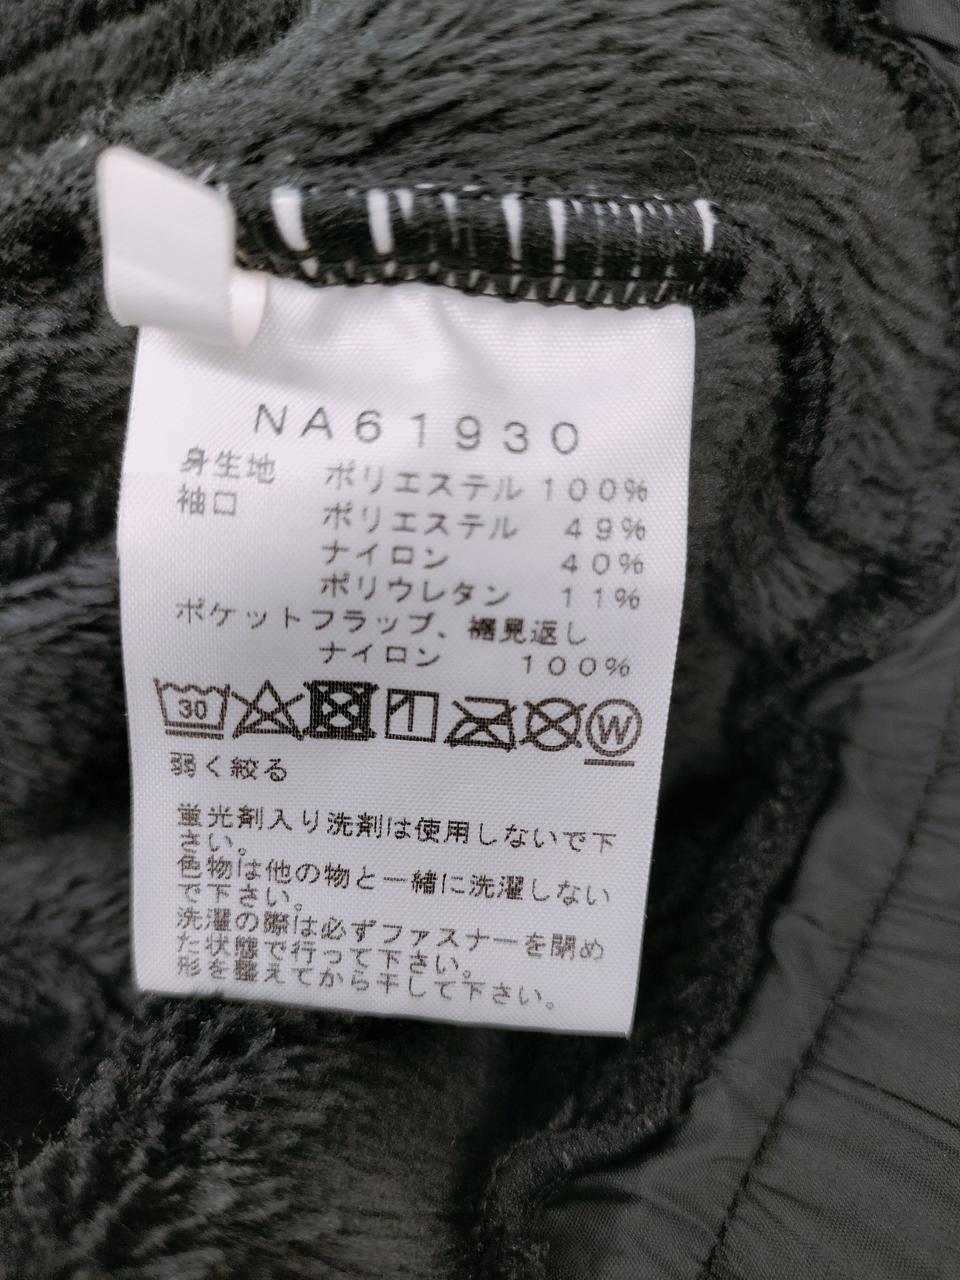 NA61930
身生地 ポリエステル 100%
袖口 ポリエステル 49%
ナイロン 40%
ポリウレタン 11%
ポケットフラップ、裾見返し
ナイロン 100%
30 W
弱く絞る
蛍光剤入り洗剤は使用しないで下
さい。
色物は他の物と一緒に洗濯しない
で下さい。
洗濯の際は必ずファスナーを閉め
た状態で行って下さい。
形を整えてから干して下さい。